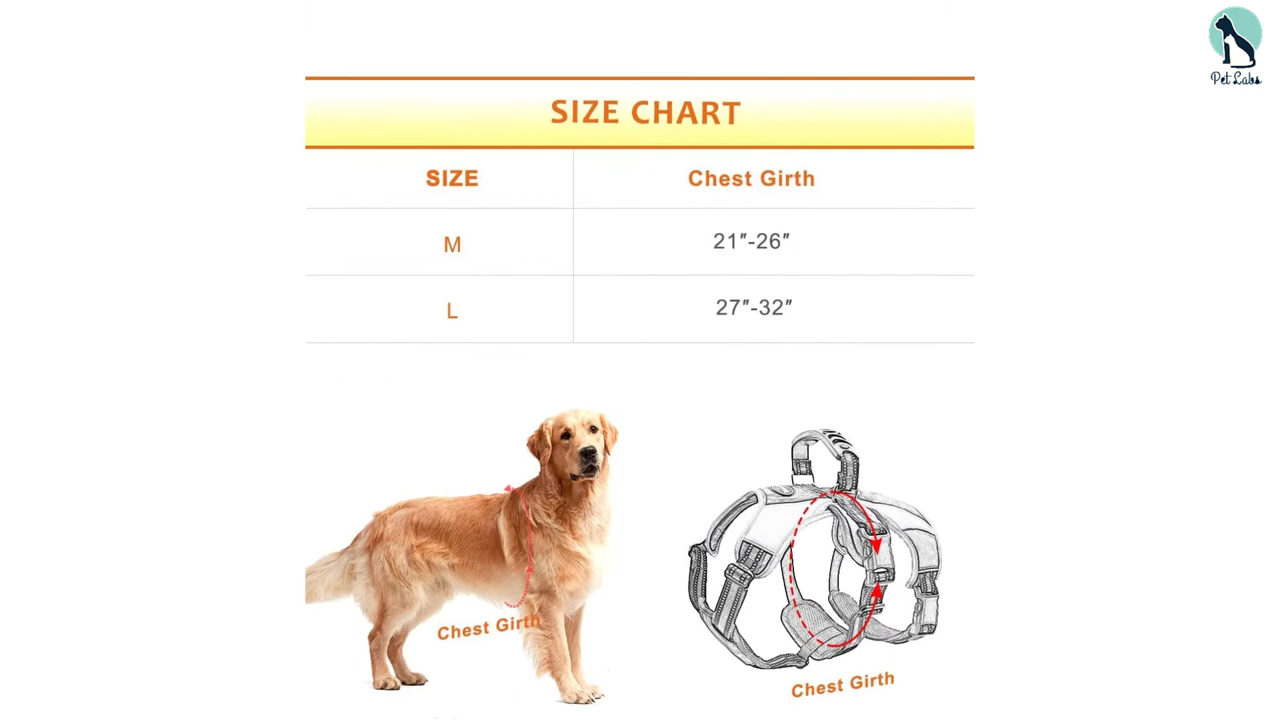 Pet Labs
SIZE CHART
SIZE Chest Girth
M 21"-26"
L 27"-32"
Chest Girth
Chest Girth